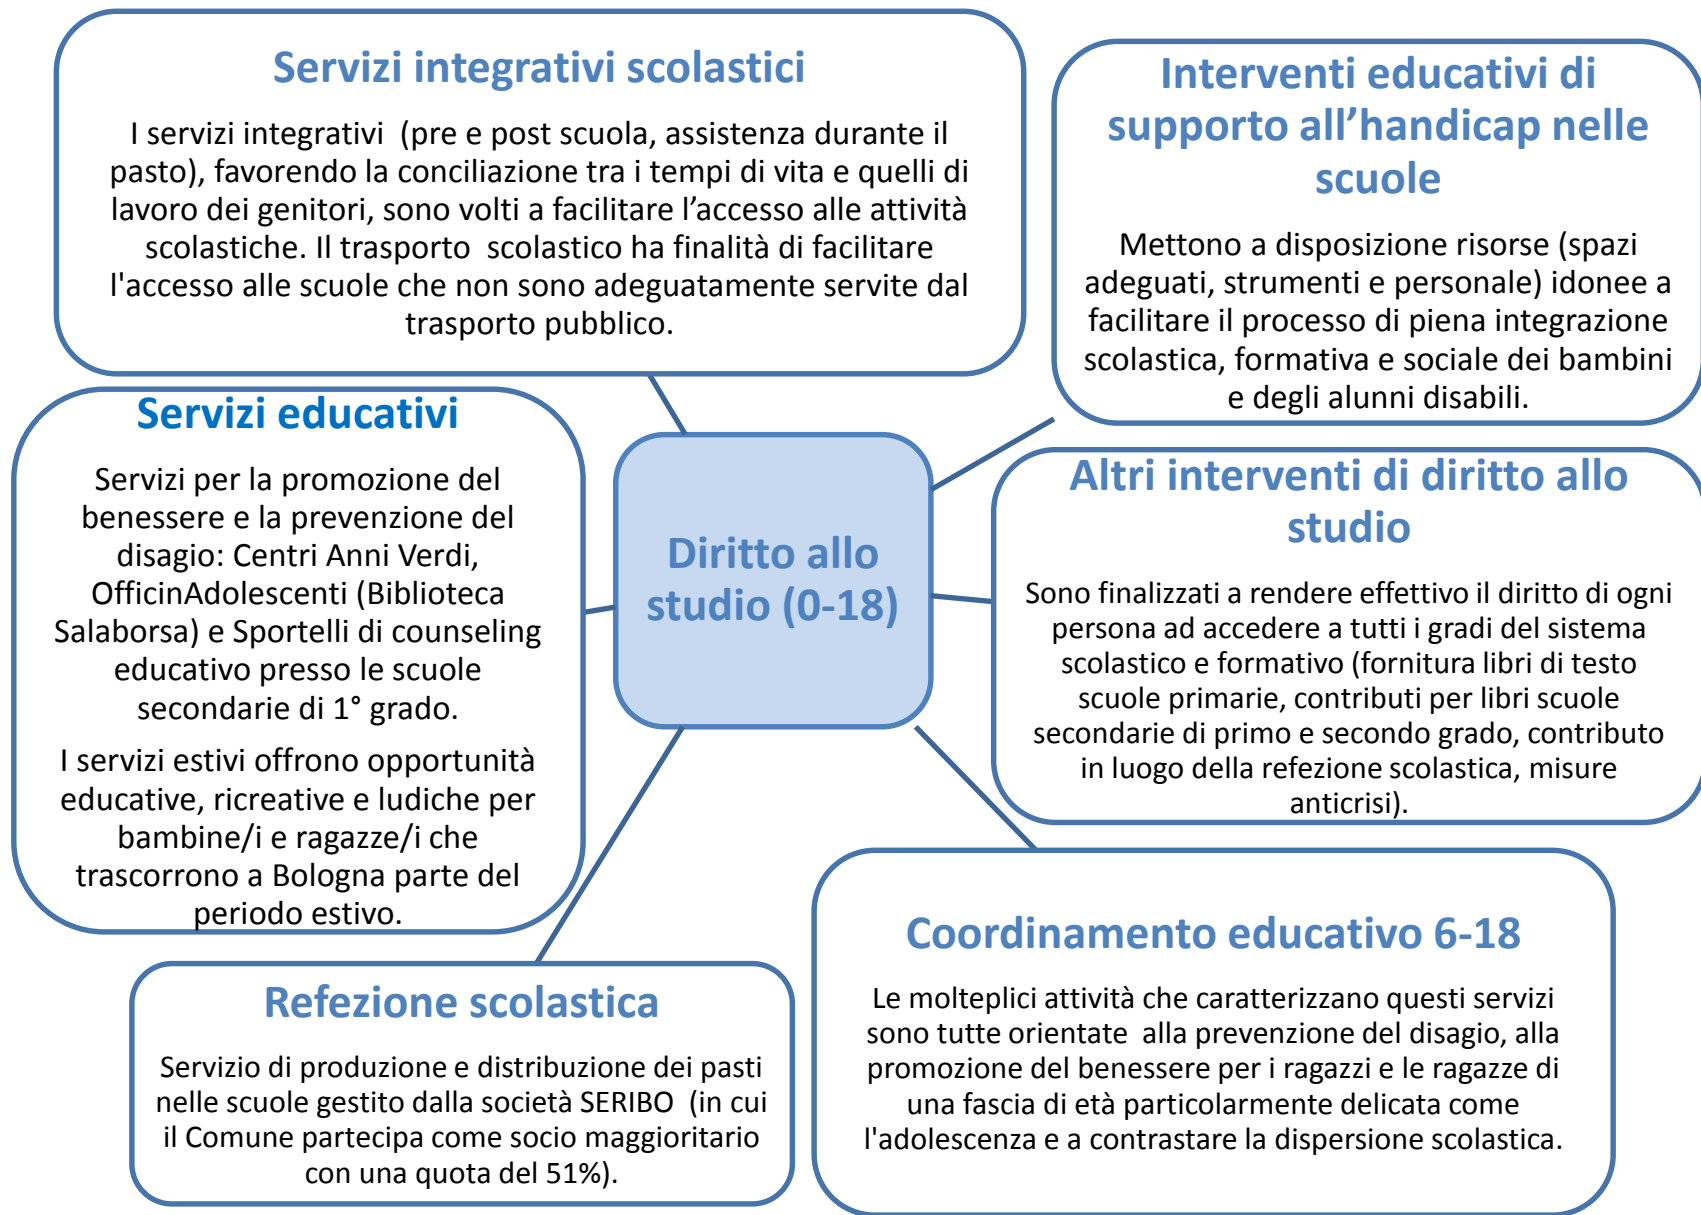 Servizi integrativi scolastici
I servizi integrativi (pre e post scuola, assistenza durante il
pasto), favorendo la conciliazione tra i tempi di vita e quelli di
lavoro dei genitori, sono volti a facilitare l’accesso alle attività
scolastiche. Il trasporto scolastico ha finalità di facilitare
l'accesso alle scuole che non sono adeguatamente servite dal
trasporto pubblico.
Interventi educativi di
supporto all’handicap nelle
scuole
Mettono a disposizione risorse (spazi
adeguati, strumenti e personale) idonee a
facilitare il processo di piena integrazione
scolastica, formativa e sociale dei bambini
e degli alunni disabili.
Servizi educativi
Servizi per la promozione del
benessere e la prevenzione del
disagio: Centri Anni Verdi,
OfficinAdolescenti (Biblioteca
Salaborsa) e Sportelli di counseling
educativo presso le scuole
secondarie di 1° grado.
I servizi estivi offrono opportunità
educative, ricreative e ludiche per
bambine/i e ragazze/i che
trascorrono a Bologna parte del
periodo estivo.
Diritto allo
studio (0-18)
Altri interventi di diritto allo
studio
Sono finalizzati a rendere effettivo il diritto di ogni
persona ad accedere a tutti i gradi del sistema
scolastico e formativo (fornitura libri di testo
scuole primarie, contributi per libri scuole
secondarie di primo e secondo grado, contributo
in luogo della refezione scolastica, misure
anticrisi).
Refezione scolastica
Servizio di produzione e distribuzione dei pasti
nelle scuole gestito dalla società SERIBO (in cui
il Comune partecipa come socio maggioritario
con una quota del 51%).
Coordinamento educativo 6-18
Le molteplici attività che caratterizzano questi servizi
sono tutte orientate alla prevenzione del disagio, alla
promozione del benessere per i ragazzi e le ragazze di
una fascia di età particolarmente delicata come
l'adolescenza e a contrastare la dispersione scolastica.